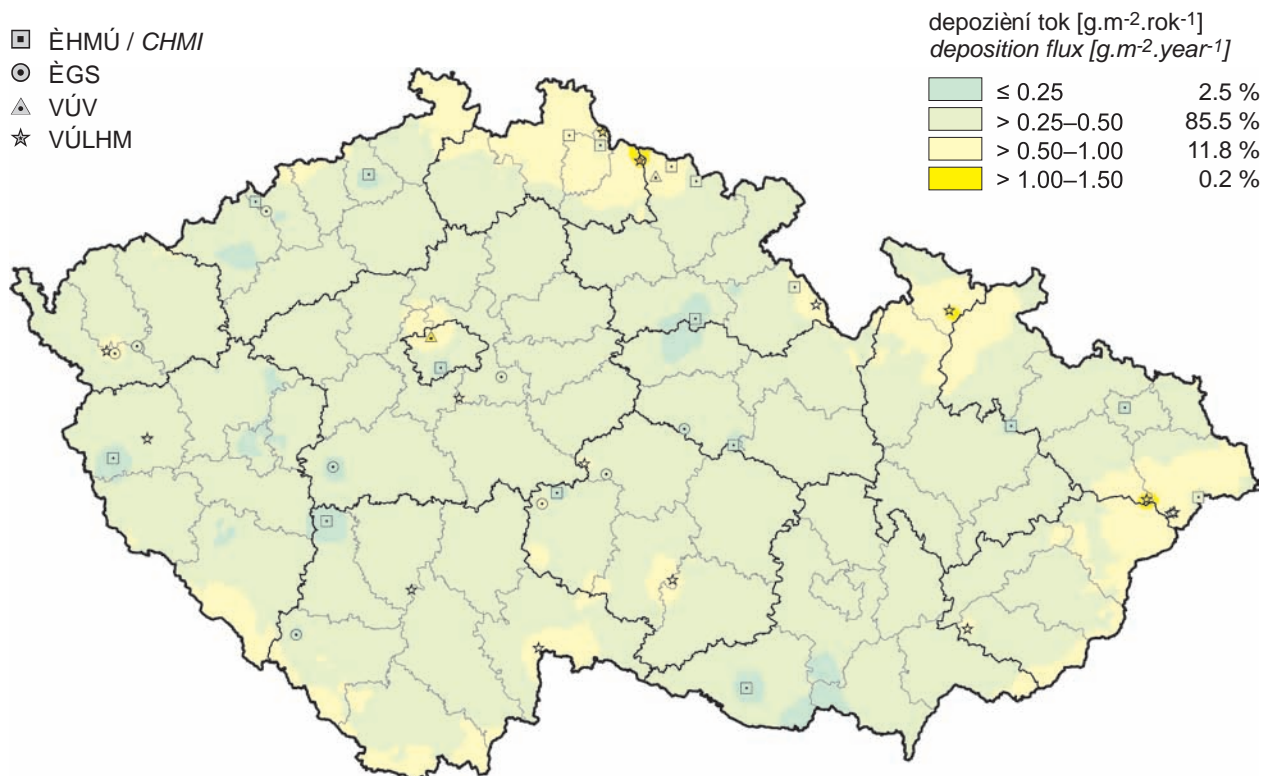 ÈHMÚ / CHMI
ÈGS
VÚV
VÚLHM
depozièní tok [g.m-2.rok-1]
deposition flux [g.m-2.year-1]
≤ 0.25 2.5 %
> 0.25–0.50 85.5 %
> 0.50–1.00 11.8 %
> 1.00–1.50 0.2 %